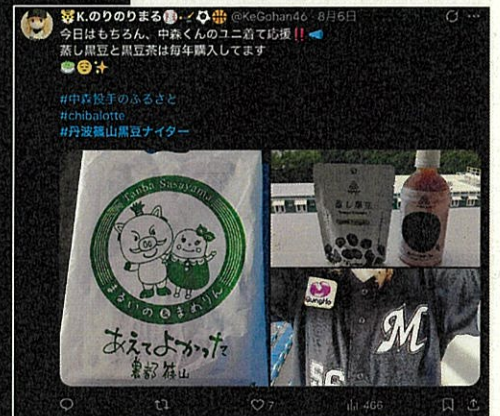 K.のりのりまる @KeGohan46・8月6日
今日はもちろん、中森くんのユニ着て応援‼️
蒸し黒豆と黒豆茶は毎年購入してます
#中森投手のふるさと
#chibalotte
#丹波篠山黒豆ナイター
Tanba Sasayama
まるいの&まめりん
あえてよかった
農都 篠山
蒸し黒豆
GungHo
M
56
7
466